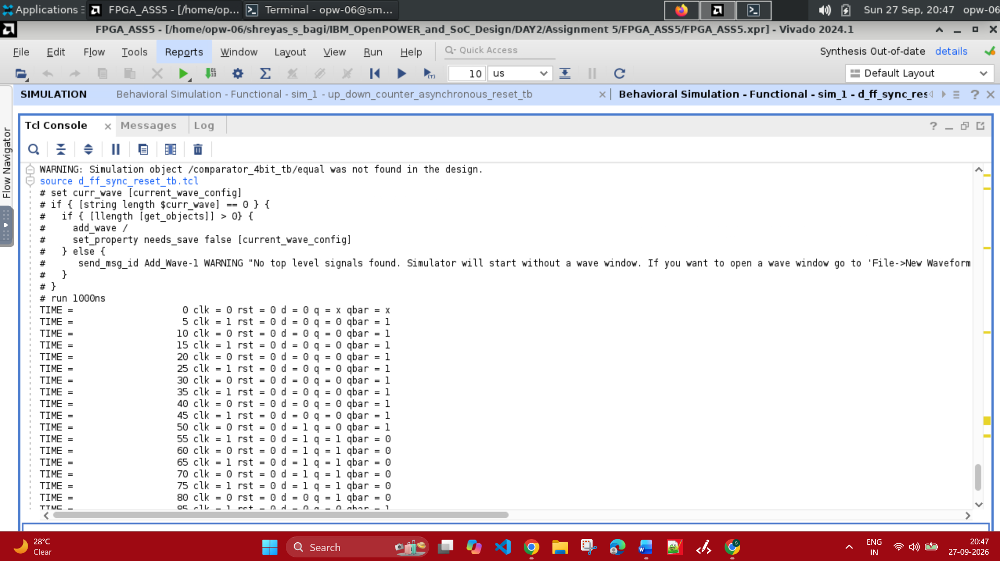 Applications
FPGA_ASS5 - [/home/op...
Terminal - opw-06@sm...
Sun 27 Sep, 20:47
opw-06
FPGA_ASS5 - [/home/opw-06/shreyas_s_bagi/IBM_OpenPOWER_and_SoC_Design/DAY2/Assignment 5/FPGA_ASS5/FPGA_ASS5.xpr] - Vivado 2024.1
File Edit Flow Tools Reports Window Layout View Run Help
Quick Access
Synthesis Out-of-date details
10 us
Default Layout
SIMULATION
Behavioral Simulation - Functional - sim_1 - up_down_counter_asynchronous_reset_tb
Behavioral Simulation - Functional - sim_1 - d_ff_sync_res
Flow Navigator
Tcl Console Messages Log
WARNING: Simulation object /comparator_4bit_tb/equal was not found in the design.
source d_ff_sync_reset_tb.tcl
# set curr_wave [current_wave_config]
# if { [string length $curr_wave] == 0 } {
#   if { [llength [get_objects]] > 0} {
#     add_wave /
#     set_property needs_save false [current_wave_config]
#   } else {
#      send_msg_id Add_Wave-1 WARNING "No top level signals found. Simulator will start without a wave window. If you want to open a wave window go to 'File->New Waveform
#   }
# }
# run 1000ns
TIME =                    0 clk = 0 rst = 0 d = 0 q = x qbar = x
TIME =                    5 clk = 1 rst = 0 d = 0 q = 0 qbar = 1
TIME =                   10 clk = 0 rst = 0 d = 0 q = 0 qbar = 1
TIME =                   15 clk = 1 rst = 0 d = 0 q = 0 qbar = 1
TIME =                   20 clk = 0 rst = 0 d = 0 q = 0 qbar = 1
TIME =                   25 clk = 1 rst = 0 d = 0 q = 0 qbar = 1
TIME =                   30 clk = 0 rst = 0 d = 0 q = 0 qbar = 1
TIME =                   35 clk = 1 rst = 0 d = 0 q = 0 qbar = 1
TIME =                   40 clk = 0 rst = 0 d = 0 q = 0 qbar = 1
TIME =                   45 clk = 1 rst = 0 d = 0 q = 0 qbar = 1
TIME =                   50 clk = 0 rst = 0 d = 1 q = 0 qbar = 1
TIME =                   55 clk = 1 rst = 0 d = 1 q = 1 qbar = 0
TIME =                   60 clk = 0 rst = 0 d = 1 q = 1 qbar = 0
TIME =                   65 clk = 1 rst = 0 d = 1 q = 1 qbar = 0
TIME =                   70 clk = 0 rst = 0 d = 1 q = 1 qbar = 0
TIME =                   75 clk = 1 rst = 0 d = 1 q = 1 qbar = 0
TIME =                   80 clk = 0 rst = 0 d = 0 q = 1 qbar = 0
TIME =                   85 clk = 1 rst = 0 d = 0 q = 0 qbar = 1
28°C
Clear
Search
ENG
IN
20:47
27-09-2026